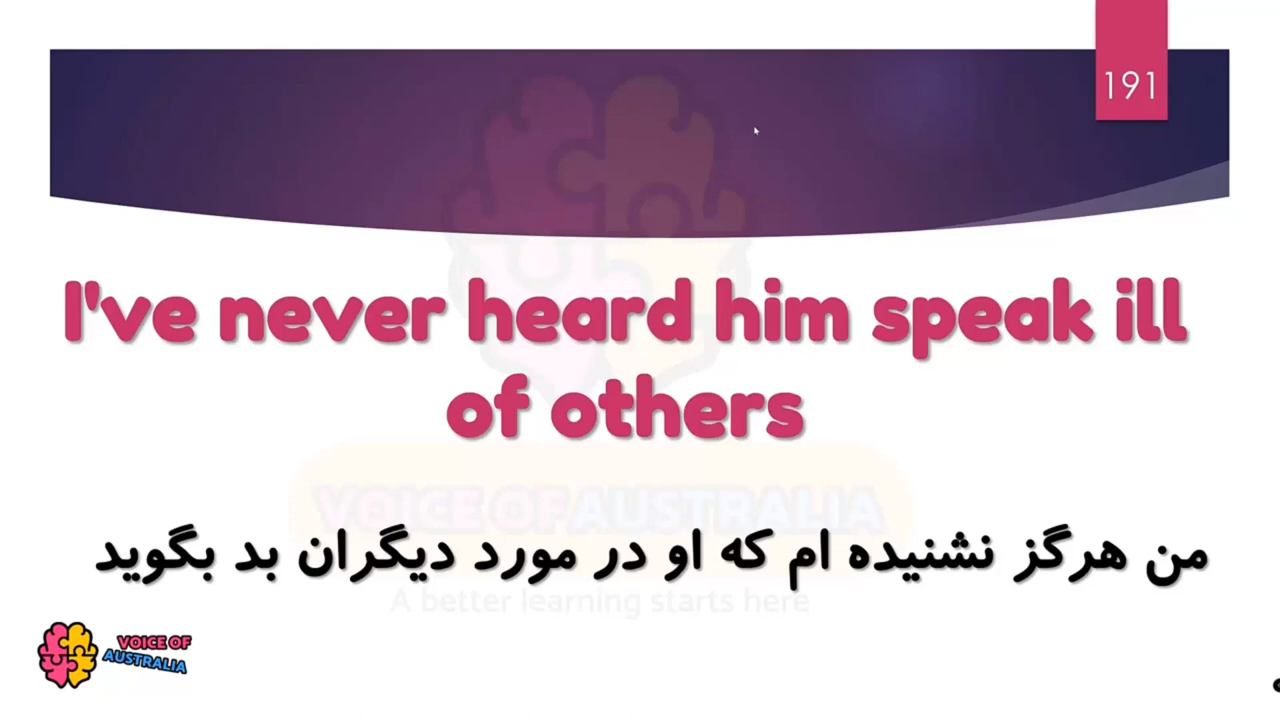 191
I've never heard him speak ill
of others
VOICE OF AUSTRALIA
من هرگز نشنیده ام که او در مورد دیگران بد بگوید
A better learning starts here
VOICE OF
AUSTRALIA